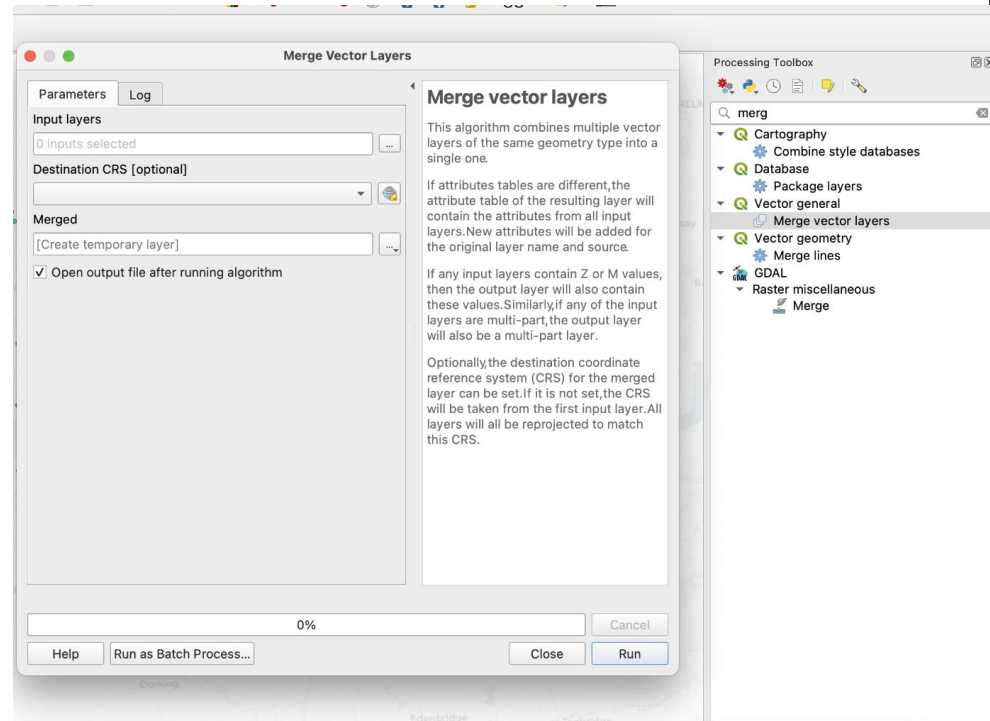 Merge Vector Layers
Parameters
Log
Input layers
0 inputs selected
...
Destination CRS [optional]
Merged
[Create temporary layer]
...
Open output file after running algorithm
Merge vector layers
This algorithm combines multiple vector
layers of the same geometry type into a
single one.
If attributes tables are different,the
attribute table of the resulting layer will
contain the attributes from all input
layers.New attributes will be added for
the original layer name and source.
If any input layers contain Z or M values,
then the output layer will also contain
these values.Similarly,if any of the input
layers are multi-part,the output layer
will also be a multi-part layer.
Optionally,the destination coordinate
reference system (CRS) for the merged
layer can be set.If it is not set,the CRS
will be taken from the first input layer.All
layers will all be reprojected to match
this CRS.
0%
Cancel
Help
Run as Batch Process...
Close
Run
Dorking
Edenbridge
Processing Toolbox
merg
Cartography
Combine style databases
Database
Package layers
Vector general
Merge vector layers
Vector geometry
Merge lines
GDAL
Raster miscellaneous
Merge